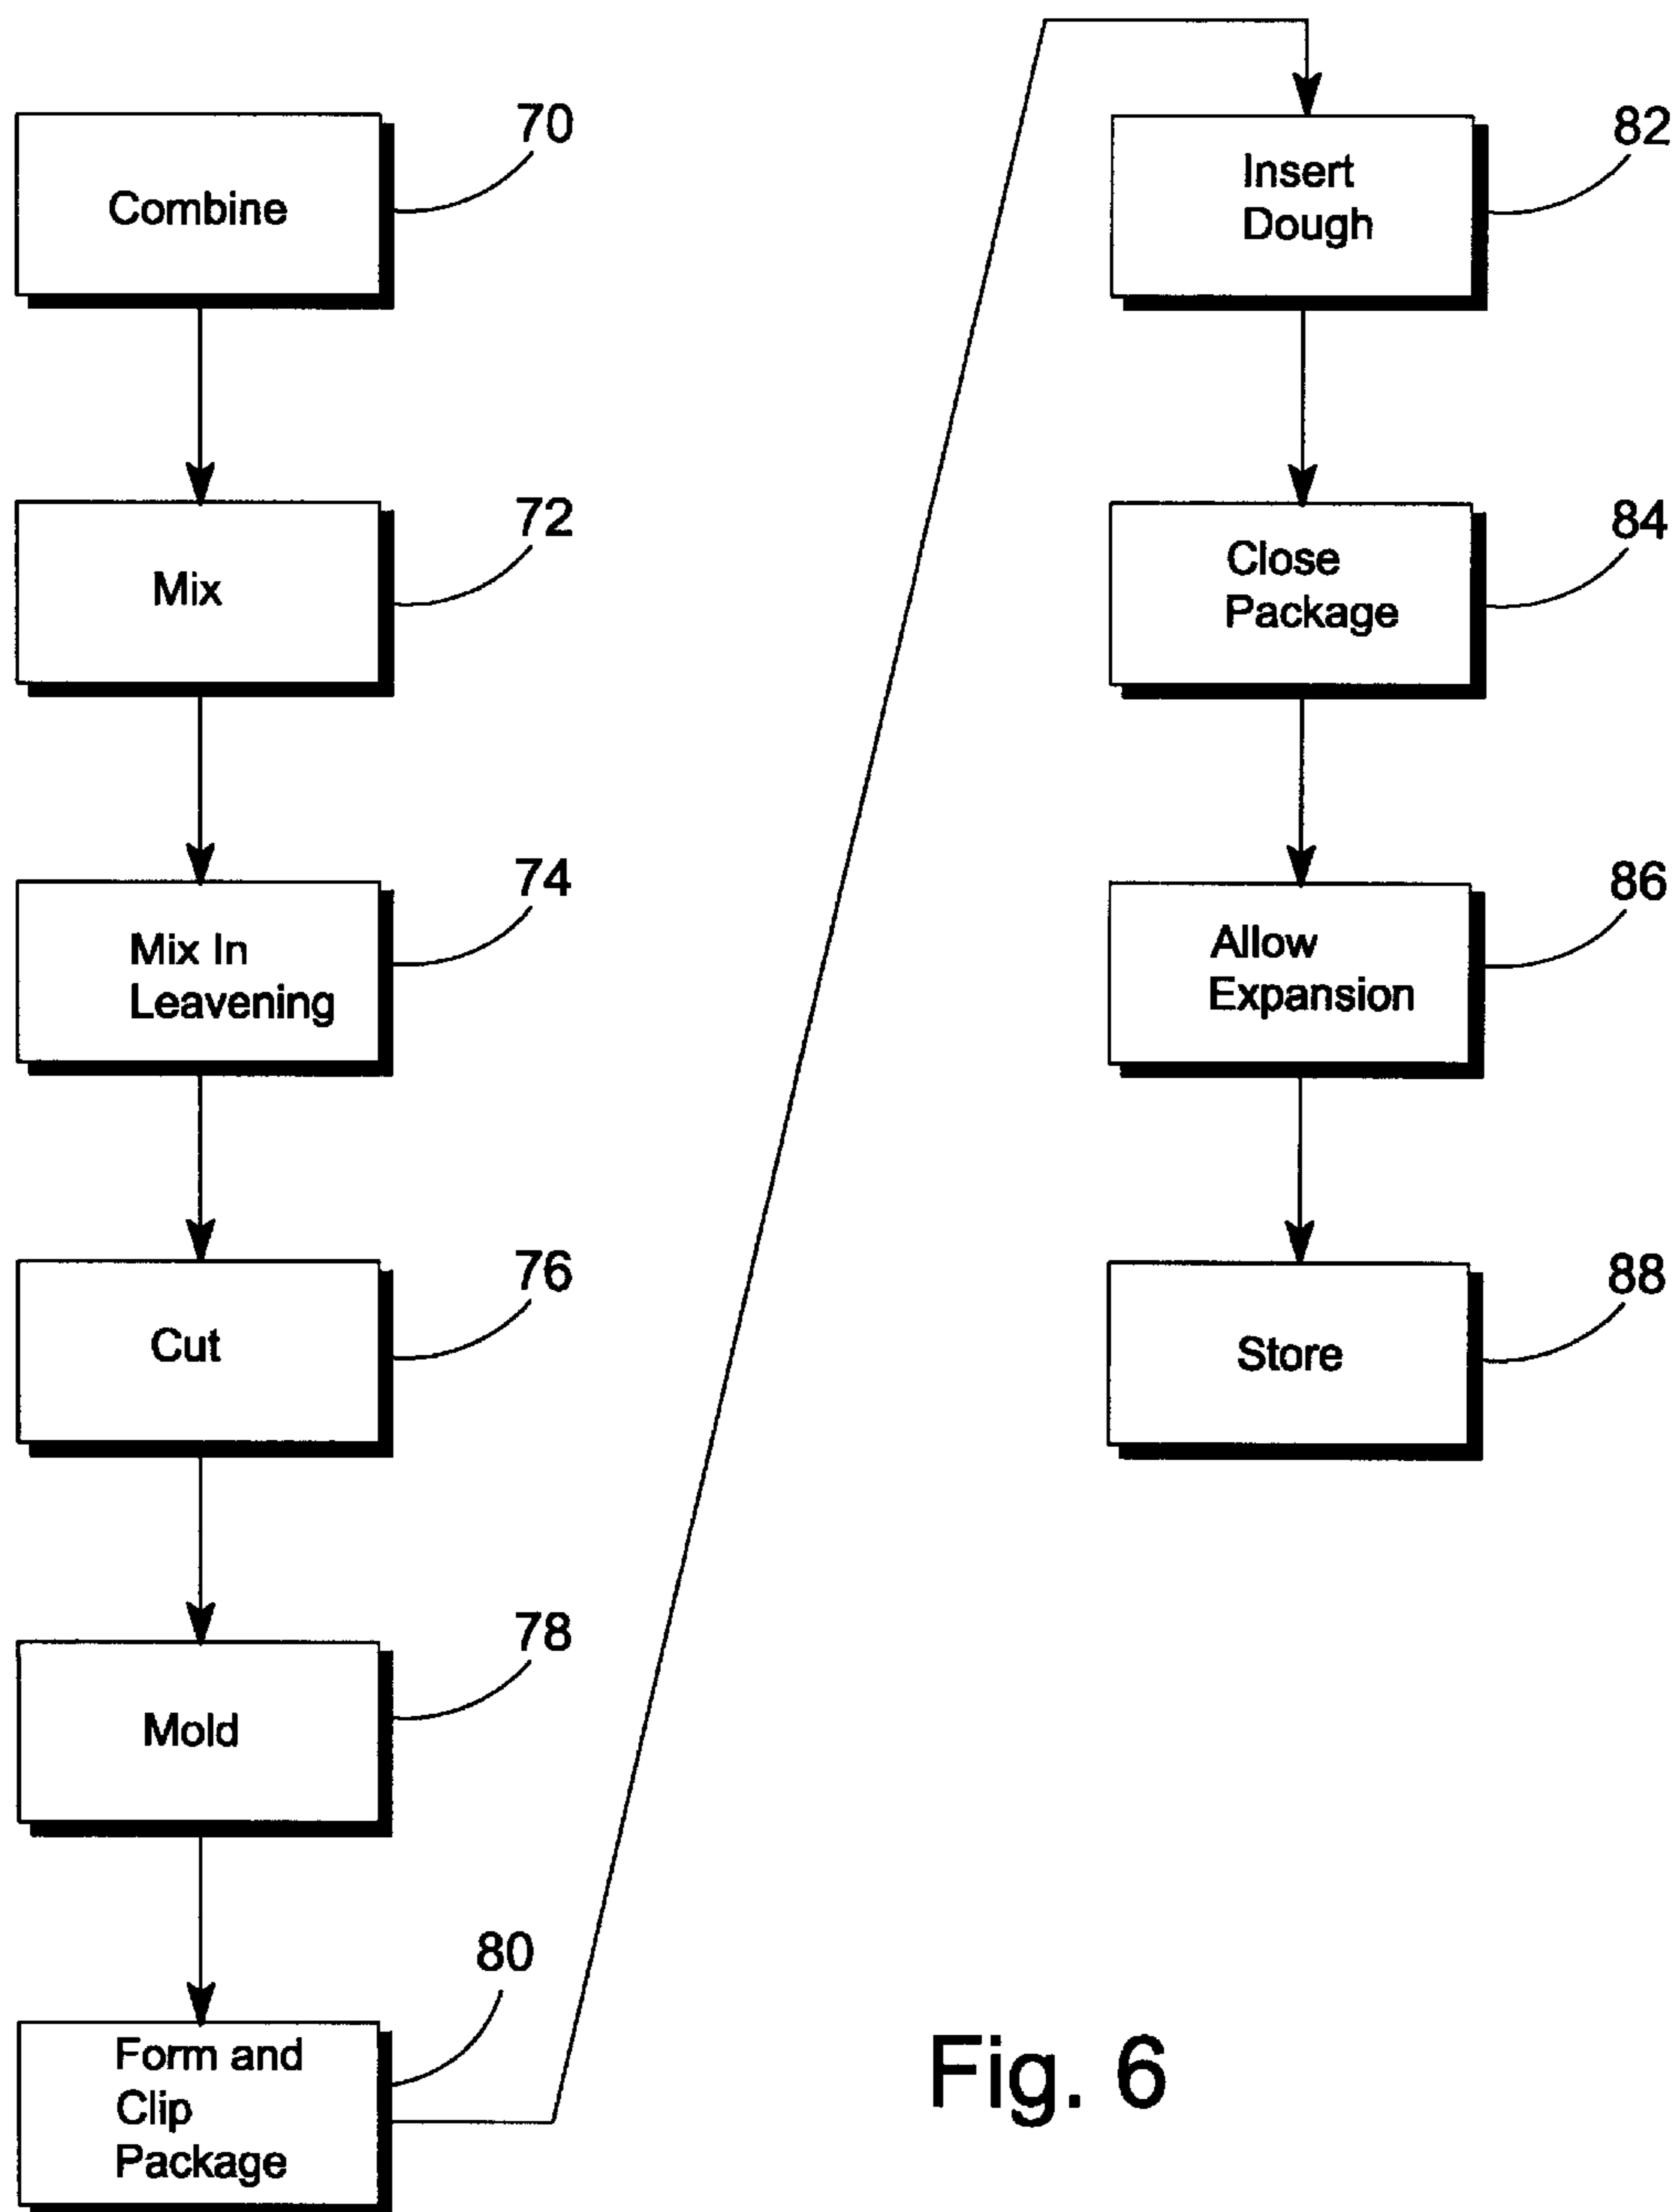 70
Combine
72
Mix
74
Mix In
Leavening
76
Cut
78
Mold
80
Form and
Clip
Package
82
Insert
Dough
84
Close
Package
86
Allow
Expansion
88
Store
Fig. 6